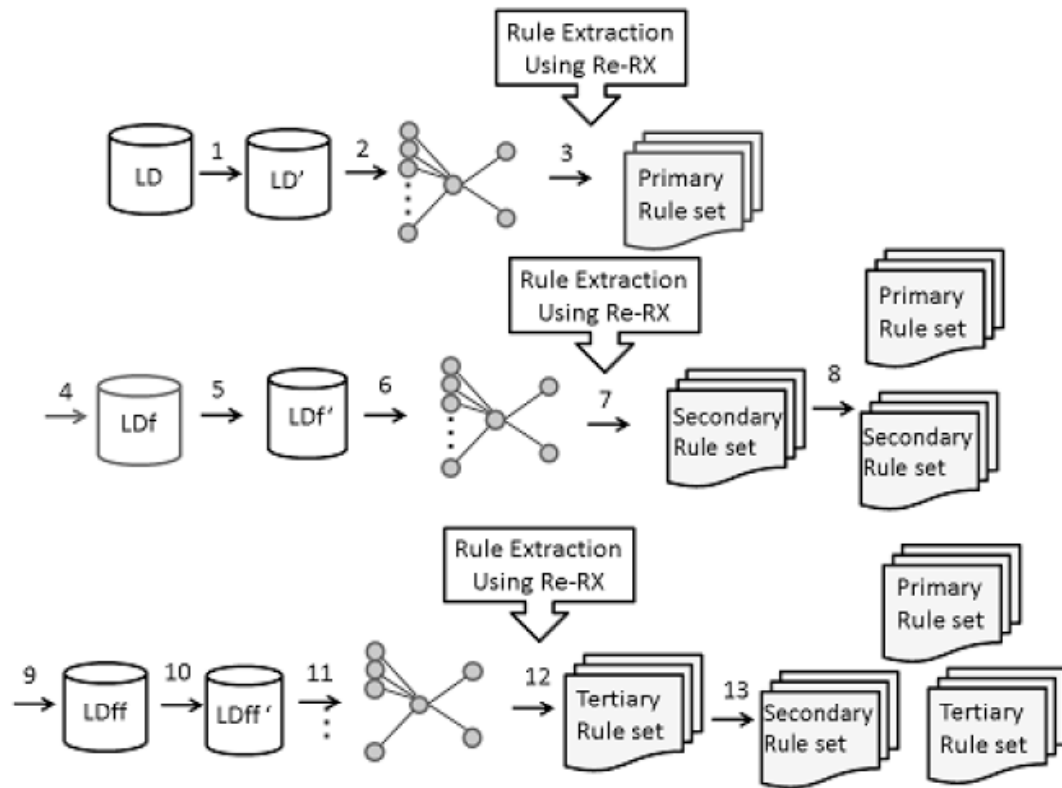 Rule Extraction
Using Re-RX
LD
1
LD'
2
3
Primary
Rule set
Rule Extraction
Using Re-RX
Primary
Rule set
4
LDf
5
LDf'
6
7
Secondary
Rule set
8
Secondary
Rule set
Rule Extraction
Using Re-RX
Primary
Rule set
9
LDff
10
LDff '
11
12
Tertiary
Rule set
13
Secondary
Rule set
Tertiary
Rule set